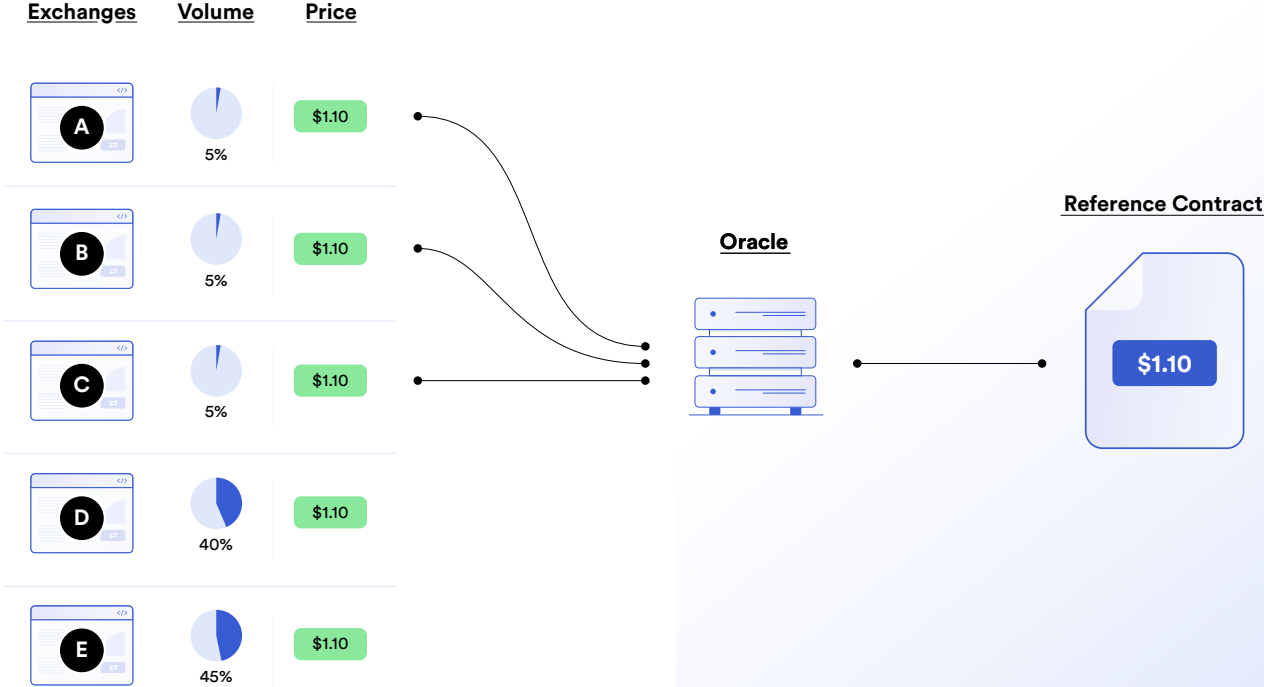 Exchanges Volume Price
</>
A
$1.10
5%
</>
B
$1.10
5%
</>
C
$1.10
5%
</>
D
$1.10
40%
</>
E
$1.10
45%
Oracle
Reference Contract
$1.10